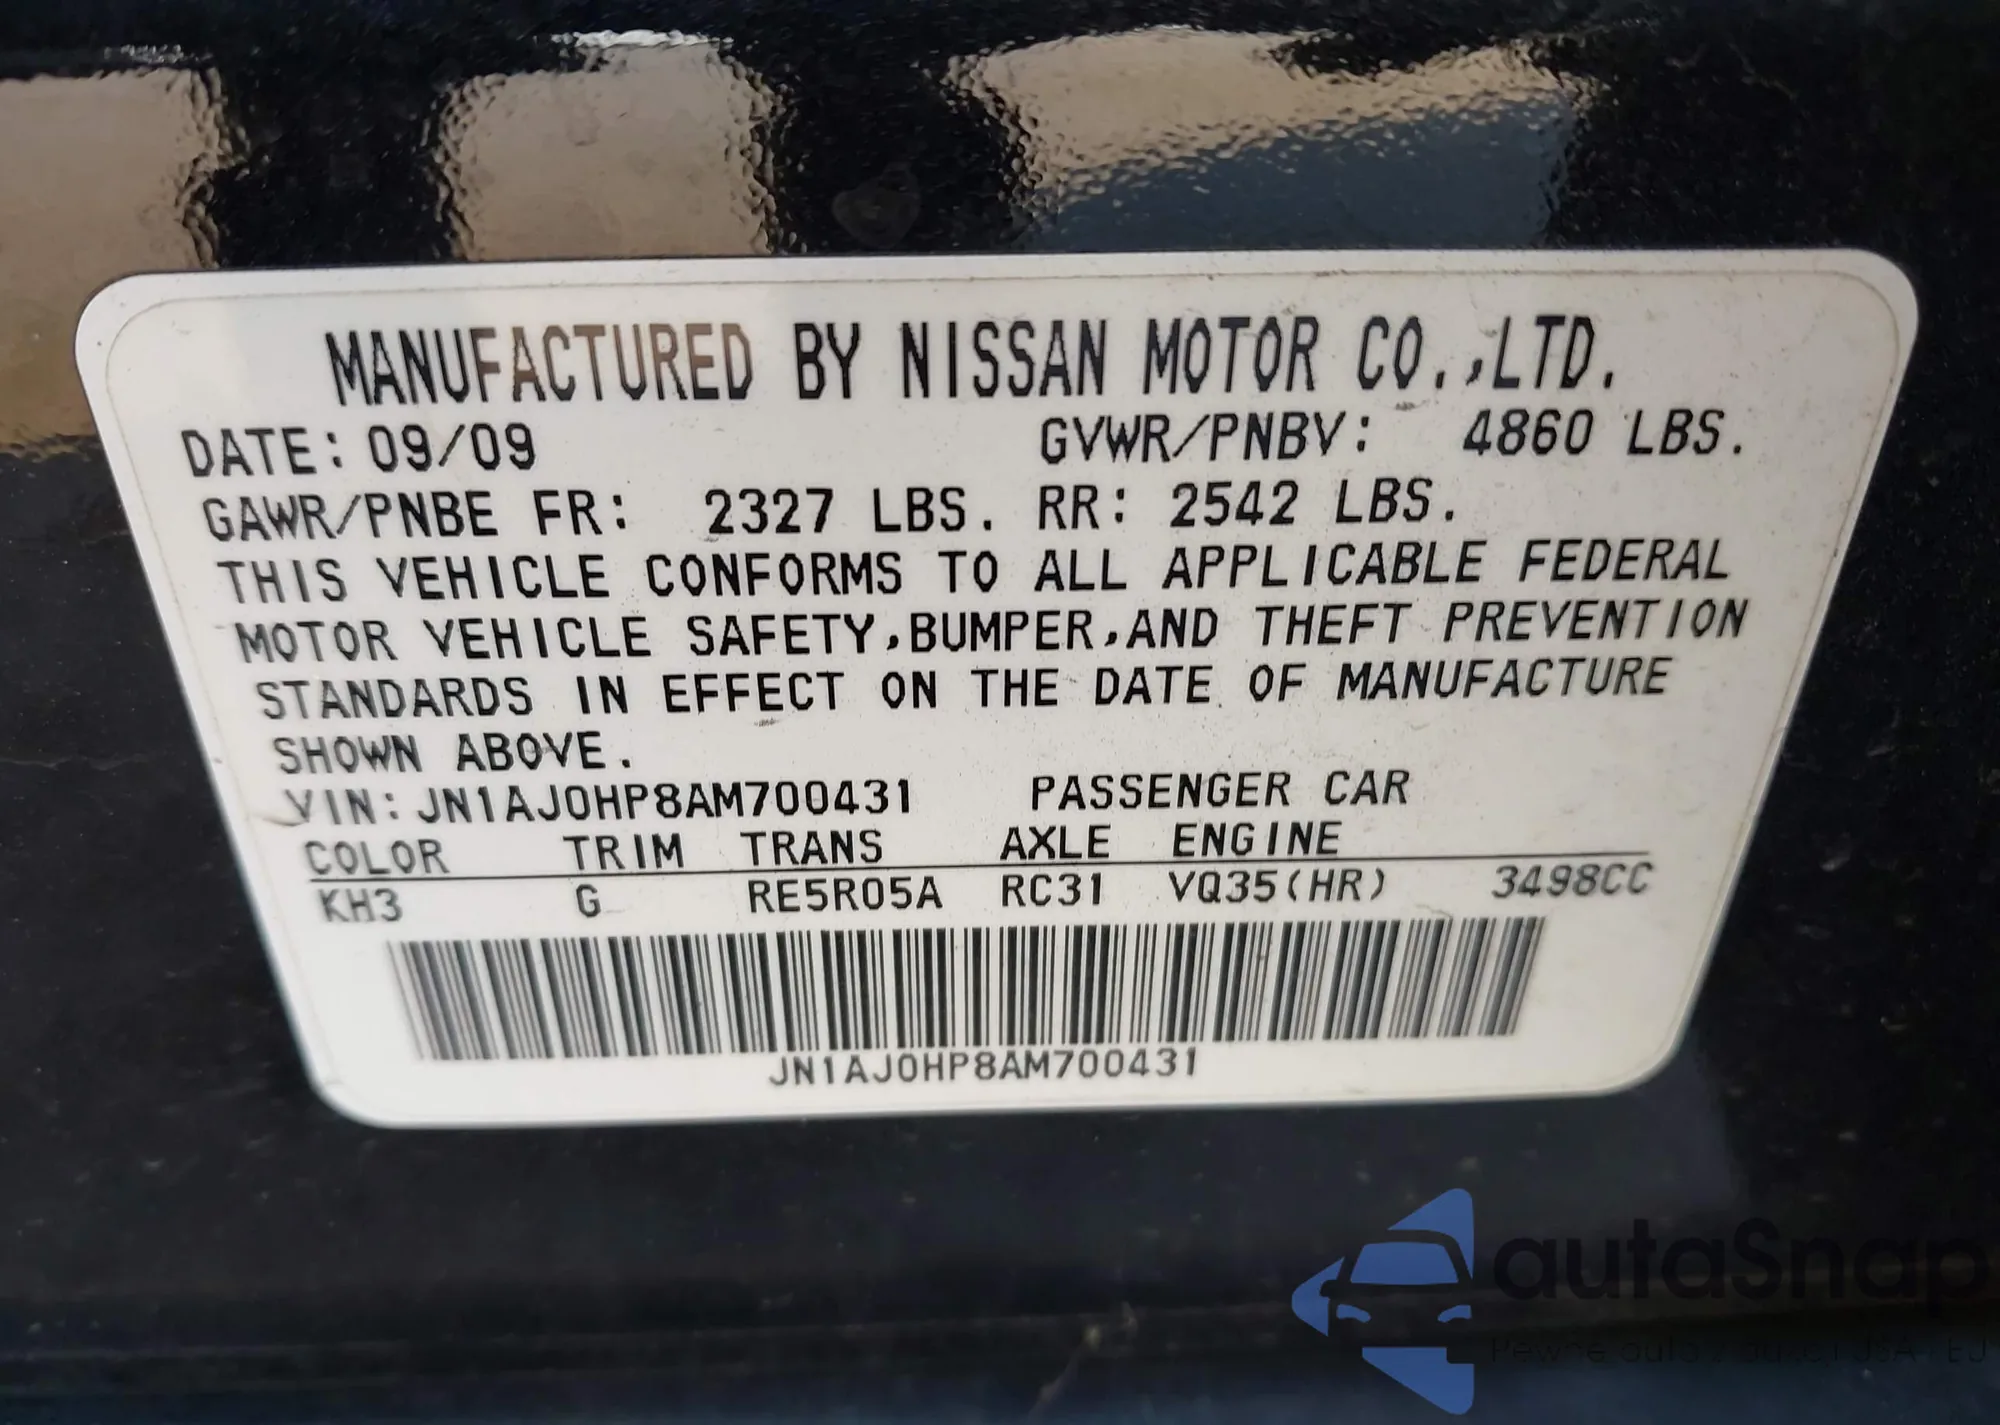 MANUFACTURED BY NISSAN MOTOR CO.,LTD.
DATE: 09/09 GVWR/PNBV: 4860 LBS.
GAWR/PNBE FR: 2327 LBS. RR: 2542 LBS.
THIS VEHICLE CONFORMS TO ALL APPLICABLE FEDERAL
MOTOR VEHICLE SAFETY,BUMPER,AND THEFT PREVENTION
STANDARDS IN EFFECT ON THE DATE OF MANUFACTURE
SHOWN ABOVE.
VIN: JN1AJ0HP8AM700431 PASSENGER CAR
COLOR TRIM TRANS AXLE ENGINE
KH3 G RE5R05A RC31 VQ35(HR) 3498CC
JN1AJ0HP8AM700431
autaSnap
Pewne auta z